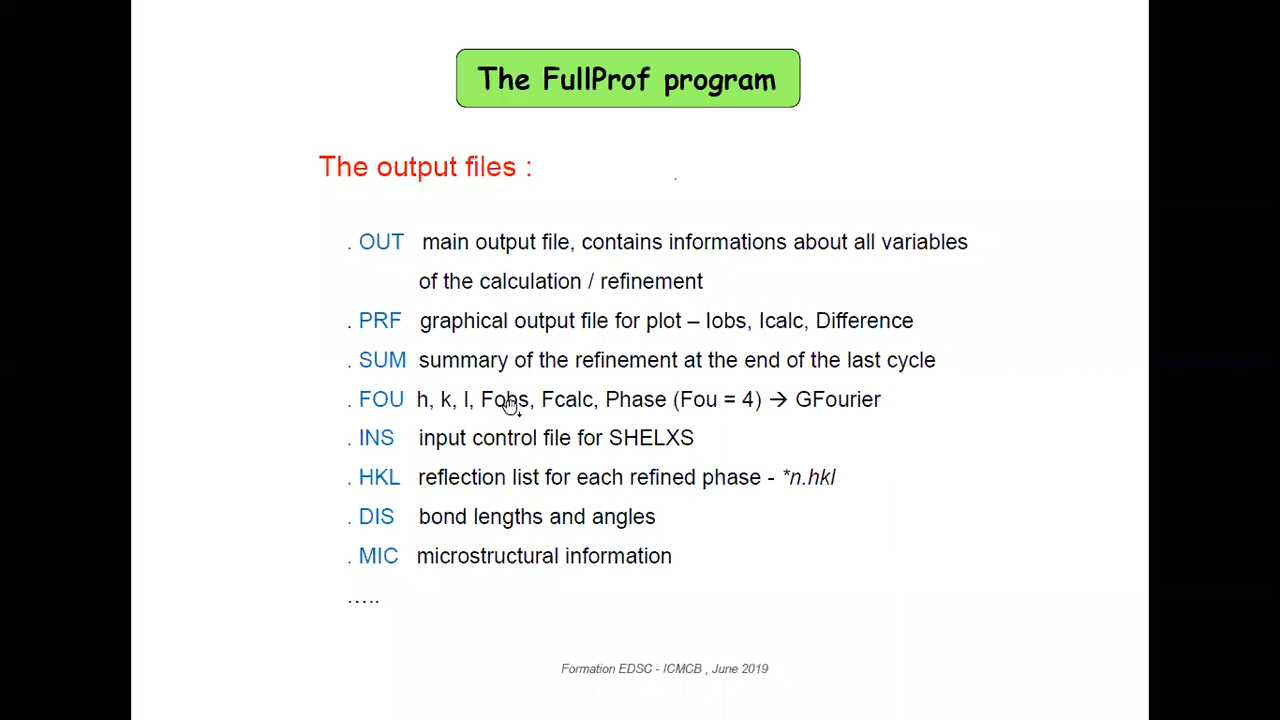 The FullProf program
The output files :
. OUT main output file, contains informations about all variables
of the calculation / refinement
. PRF graphical output file for plot – Iobs, Icalc, Difference
. SUM summary of the refinement at the end of the last cycle
. FOU h, k, l, Fobs, Fcalc, Phase (Fou = 4) → GFourier
. INS input control file for SHELXS
. HKL reflection list for each refined phase - *n.hkl
. DIS bond lengths and angles
. MIC microstructural information
…..
Formation EDSC - ICMCB , June 2019